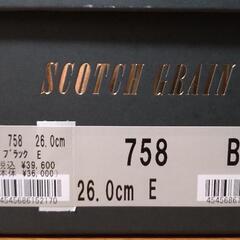 SCOTCH GRAIN
758 26.0cm
ブラック E
税込 ¥39,600
本体 ¥36,000)
4545686152170
758 B
26.0cm E